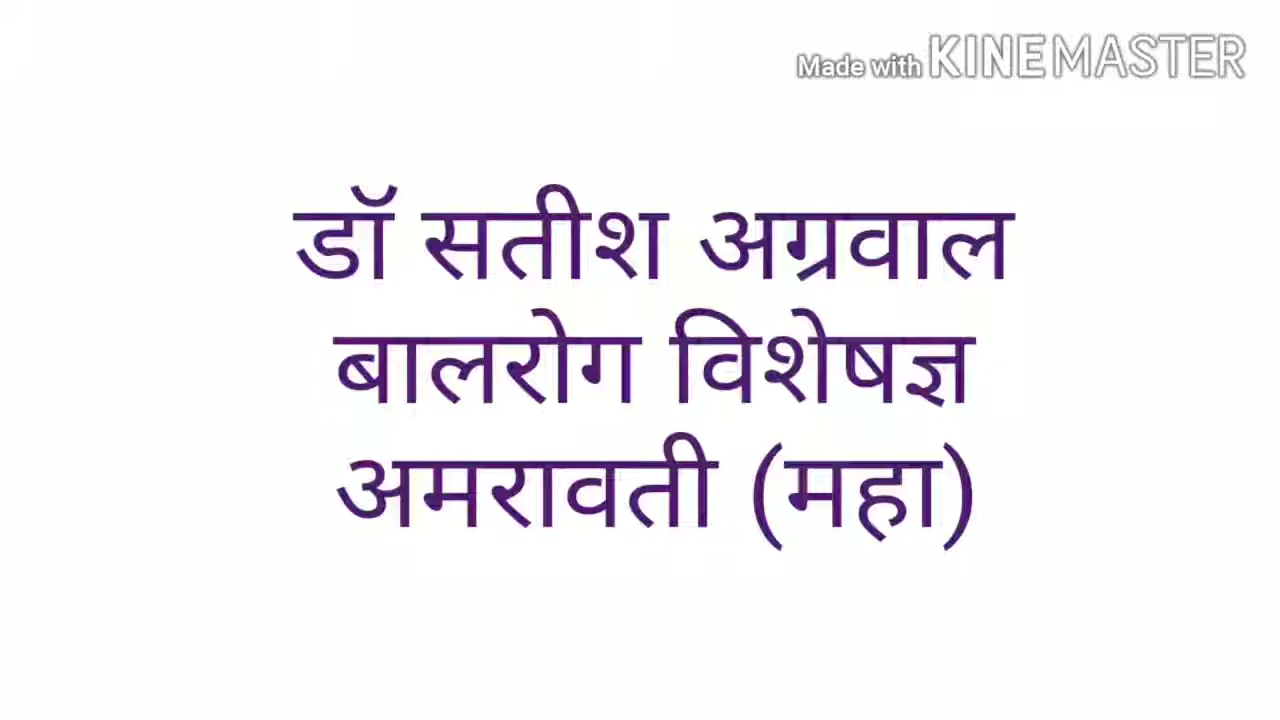 Made with KINEMASTER
डॉ सतीश अग्रवाल
बालरोग विशेषज्ञ
अमरावती (महा)